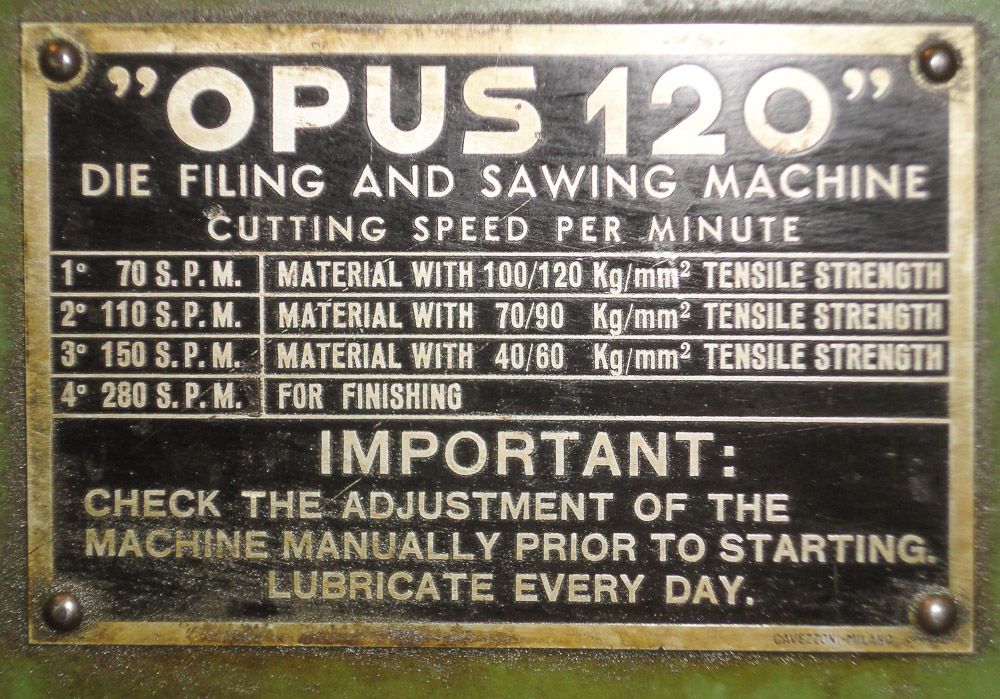 ”OPUS 120”
DIE FILING AND SAWING MACHINE
CUTTING SPEED PER MINUTE
1° 70 S.P.M. MATERIAL WITH 100/120 Kg/mm² TENSILE STRENGTH
2° 110 S.P.M. MATERIAL WITH 70/90 Kg/mm² TENSILE STRENGTH
3° 150 S.P.M. MATERIAL WITH 40/60 Kg/mm² TENSILE STRENGTH
4° 280 S.P.M. FOR FINISHING
IMPORTANT:
CHECK THE ADJUSTMENT OF THE
MACHINE MANUALLY PRIOR TO STARTING.
LUBRICATE EVERY DAY.
CAVEZZONI-MILANO